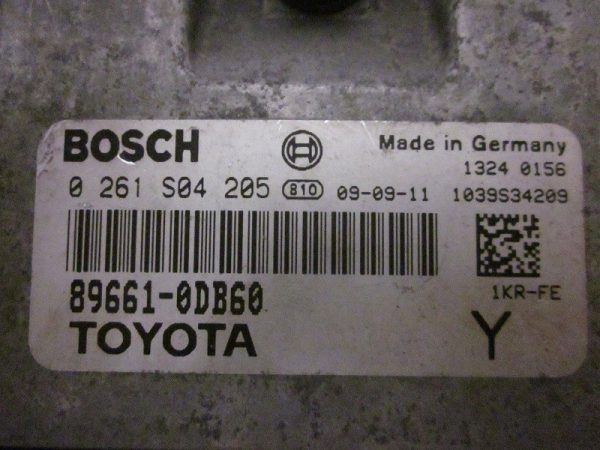 BOSCH Made in Germany
1324 0156
0 261 S04 205 810 09-09-11 1039S34209
89661-0DB60 1KR-FE
TOYOTA Y